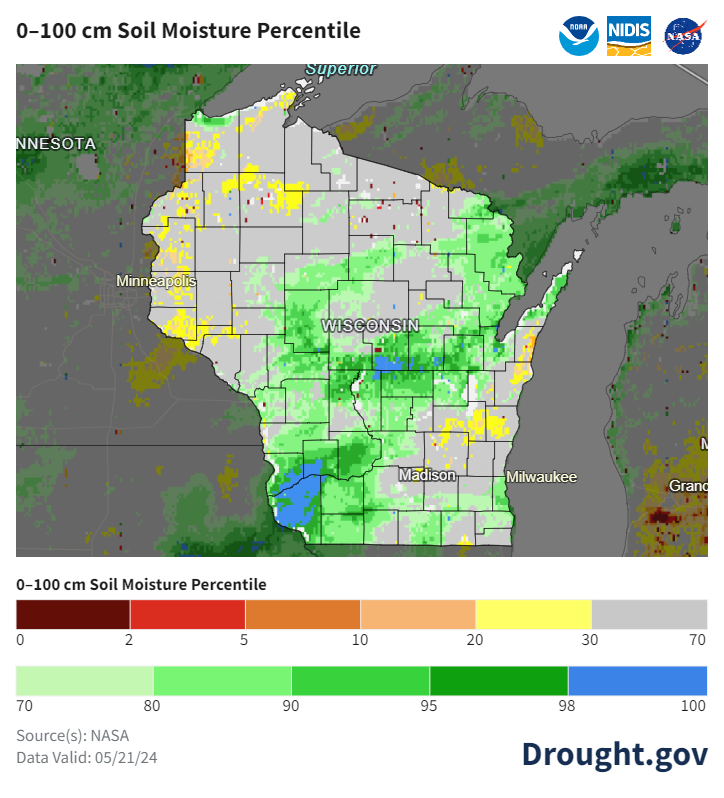 0–100 cm Soil Moisture Percentile
NOAA
NIDIS
NASA
Superior
NNESOTA
Minneapolis
WISCONSIN
M
Madison
Milwaukee
Grand
0–100 cm Soil Moisture Percentile
0 2 5 10 20 30 70
70 80 90 95 98 100
Source(s): NASA
Data Valid: 05/21/24
Drought.gov